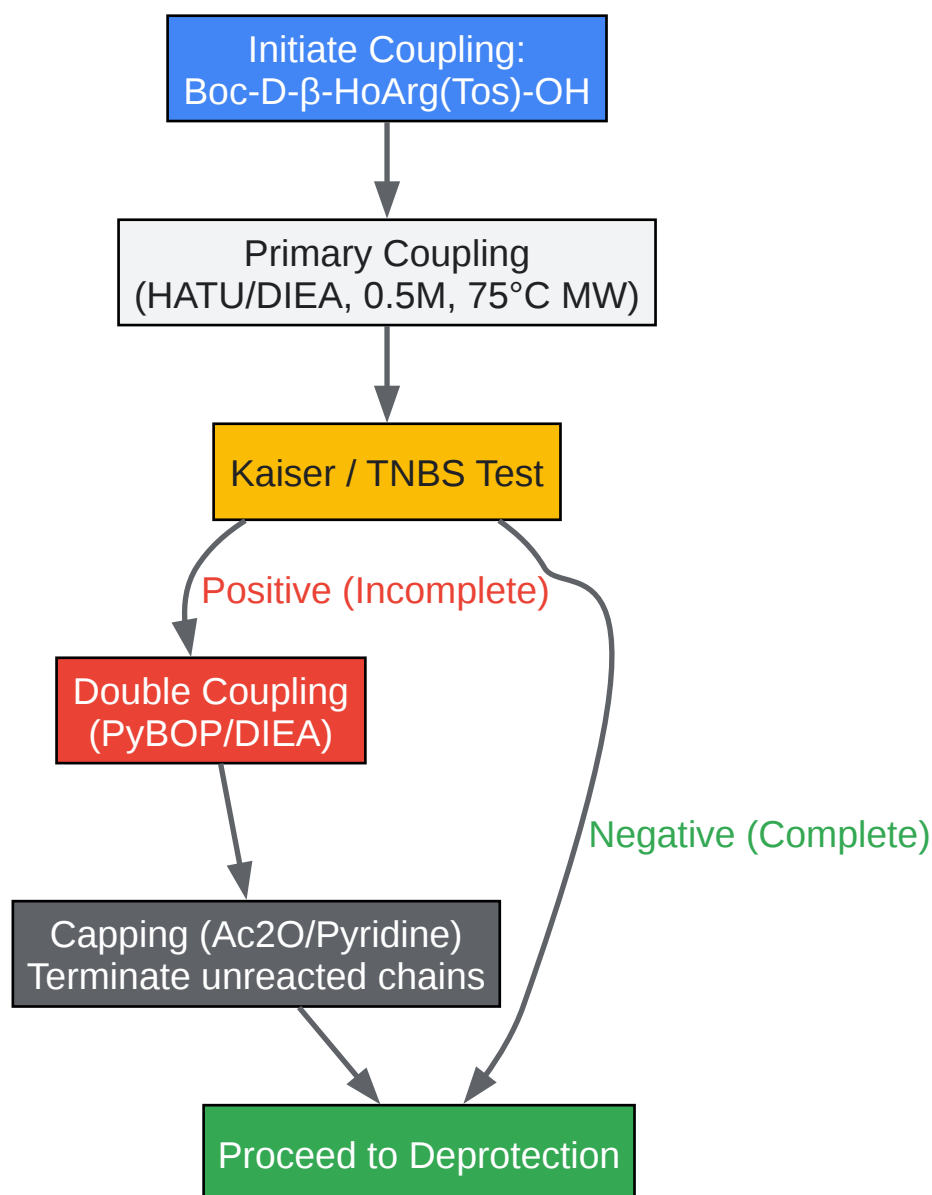 Initiate Coupling:
Boc-D-β-HoArg(Tos)-OH
Primary Coupling
(HATU/DIEA, 0.5M, 75°C MW)
Kaiser / TNBS Test
Positive (Incomplete)
Double Coupling
(PyBOP/DIEA)
Negative (Complete)
Capping (Ac2O/Pyridine)
Terminate unreacted chains
Proceed to Deprotection